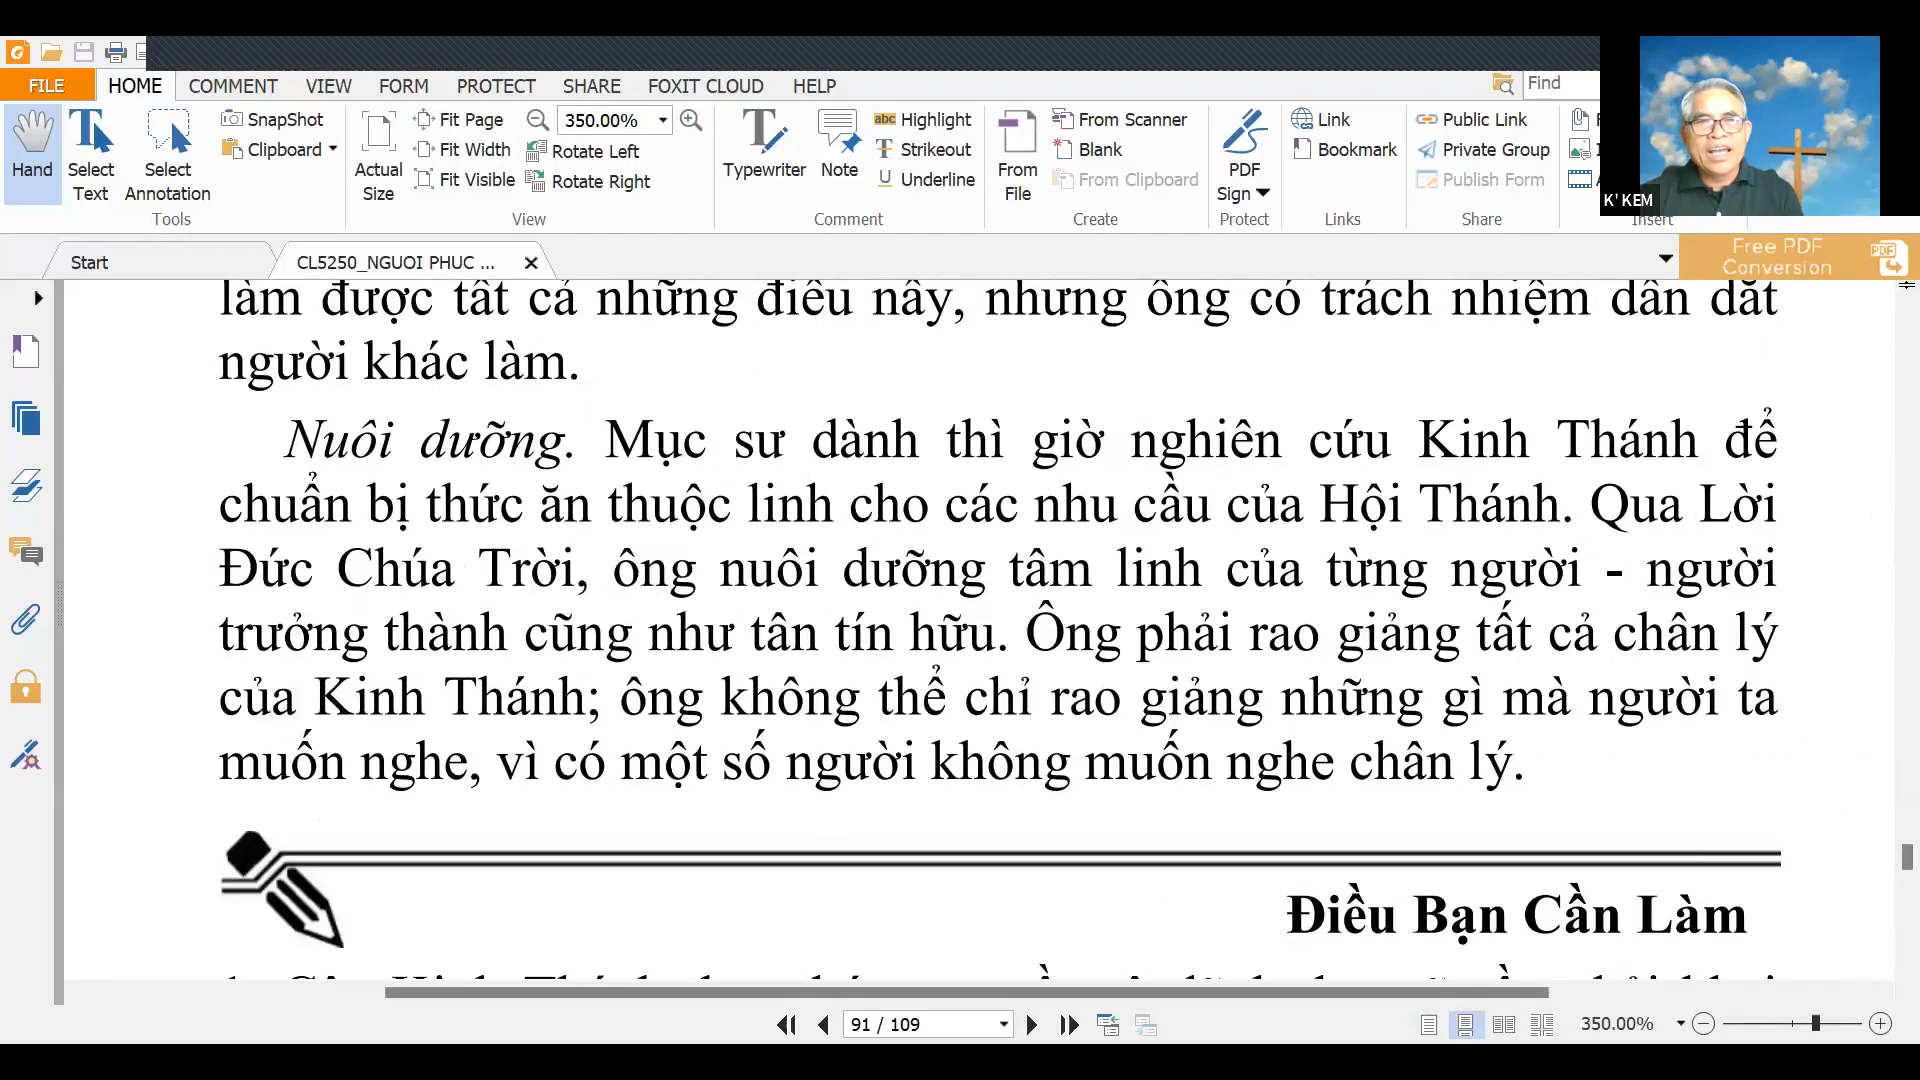 FILE HOME COMMENT VIEW FORM PROTECT SHARE FOXIT CLOUD HELP Find
Hand
Select Text
Select Annotation
SnapShot
Clipboard
Tools
Actual Size
Fit Page
Fit Width
Fit Visible
350.00%
Rotate Left
Rotate Right
View
Typewriter
Note
Highlight
Strikeout
Underline
Comment
From File
From Scanner
Blank
From Clipboard
Create
PDF Sign
Protect
Link
Bookmark
Links
Public Link
Private Group
Publish Form
Share
Insert
K' KEM
Start
CL5250_NGUOI PHUC ...
Free PDF
Conversion
làm được tất cả những điều nầy, nhưng ông có trách nhiệm dẫn dắt
người khác làm.
Nuôi dưỡng. Mục sư dành thì giờ nghiên cứu Kinh Thánh để
chuẩn bị thức ăn thuộc linh cho các nhu cầu của Hội Thánh. Qua Lời
Đức Chúa Trời, ông nuôi dưỡng tâm linh của từng người - người
trưởng thành cũng như tân tín hữu. Ông phải rao giảng tất cả chân lý
của Kinh Thánh; ông không thể chỉ rao giảng những gì mà người ta
muốn nghe, vì có một số người không muốn nghe chân lý.
Điều Bạn Cần Làm
91 / 109
350.00%